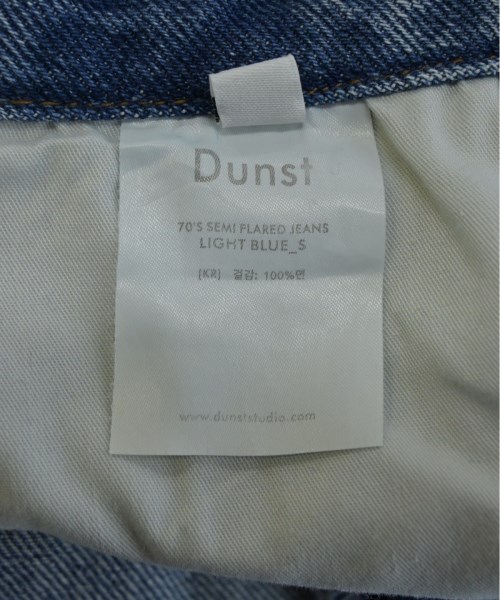 Dunst
70'S SEMI FLARED JEANS
LIGHT BLUE_S
(KR) 겉감: 100%면
www.dunststudio.com